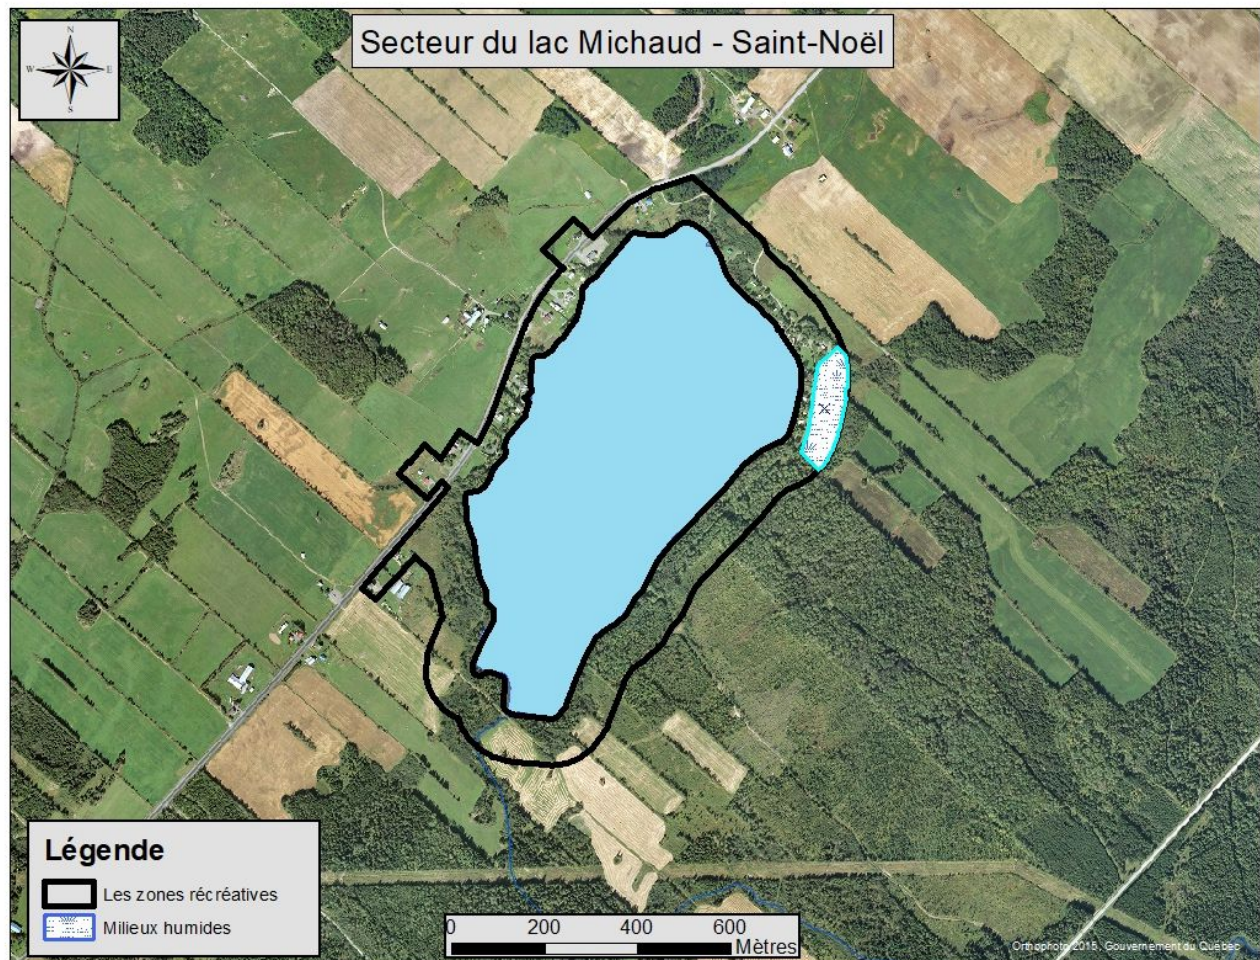 Secteur du lac Michaud - Saint-Noël
N
W E
S
Légende
Les zones récréatives
Milieux humides
0 200 400 600
Mètres
Orthophoto 2015, Gouvernement du Québec